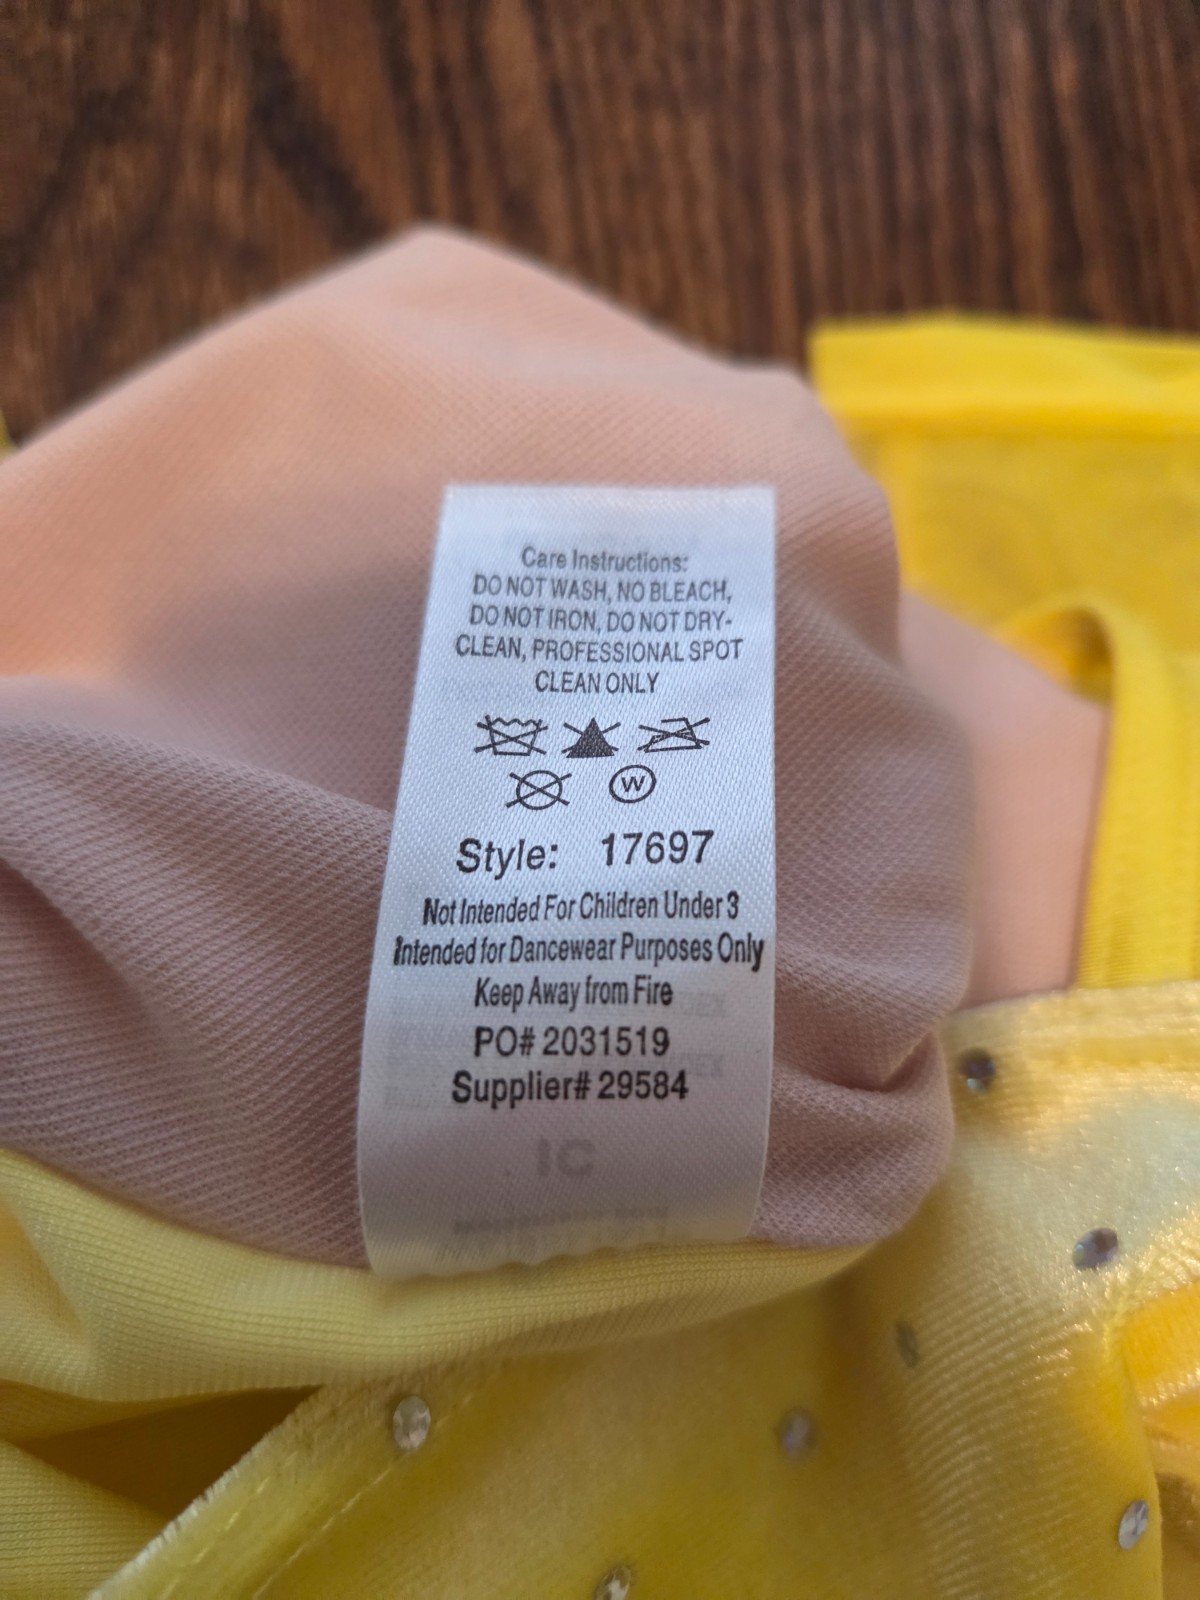 Care Instructions:
DO NOT WASH, NO BLEACH,
DO NOT IRON, DO NOT DRY-
CLEAN, PROFESSIONAL SPOT
CLEAN ONLY
W
Style: 17697
Not Intended For Children Under 3
Intended for Dancewear Purposes Only
Keep Away from Fire
PO# 2031519
Supplier# 29584